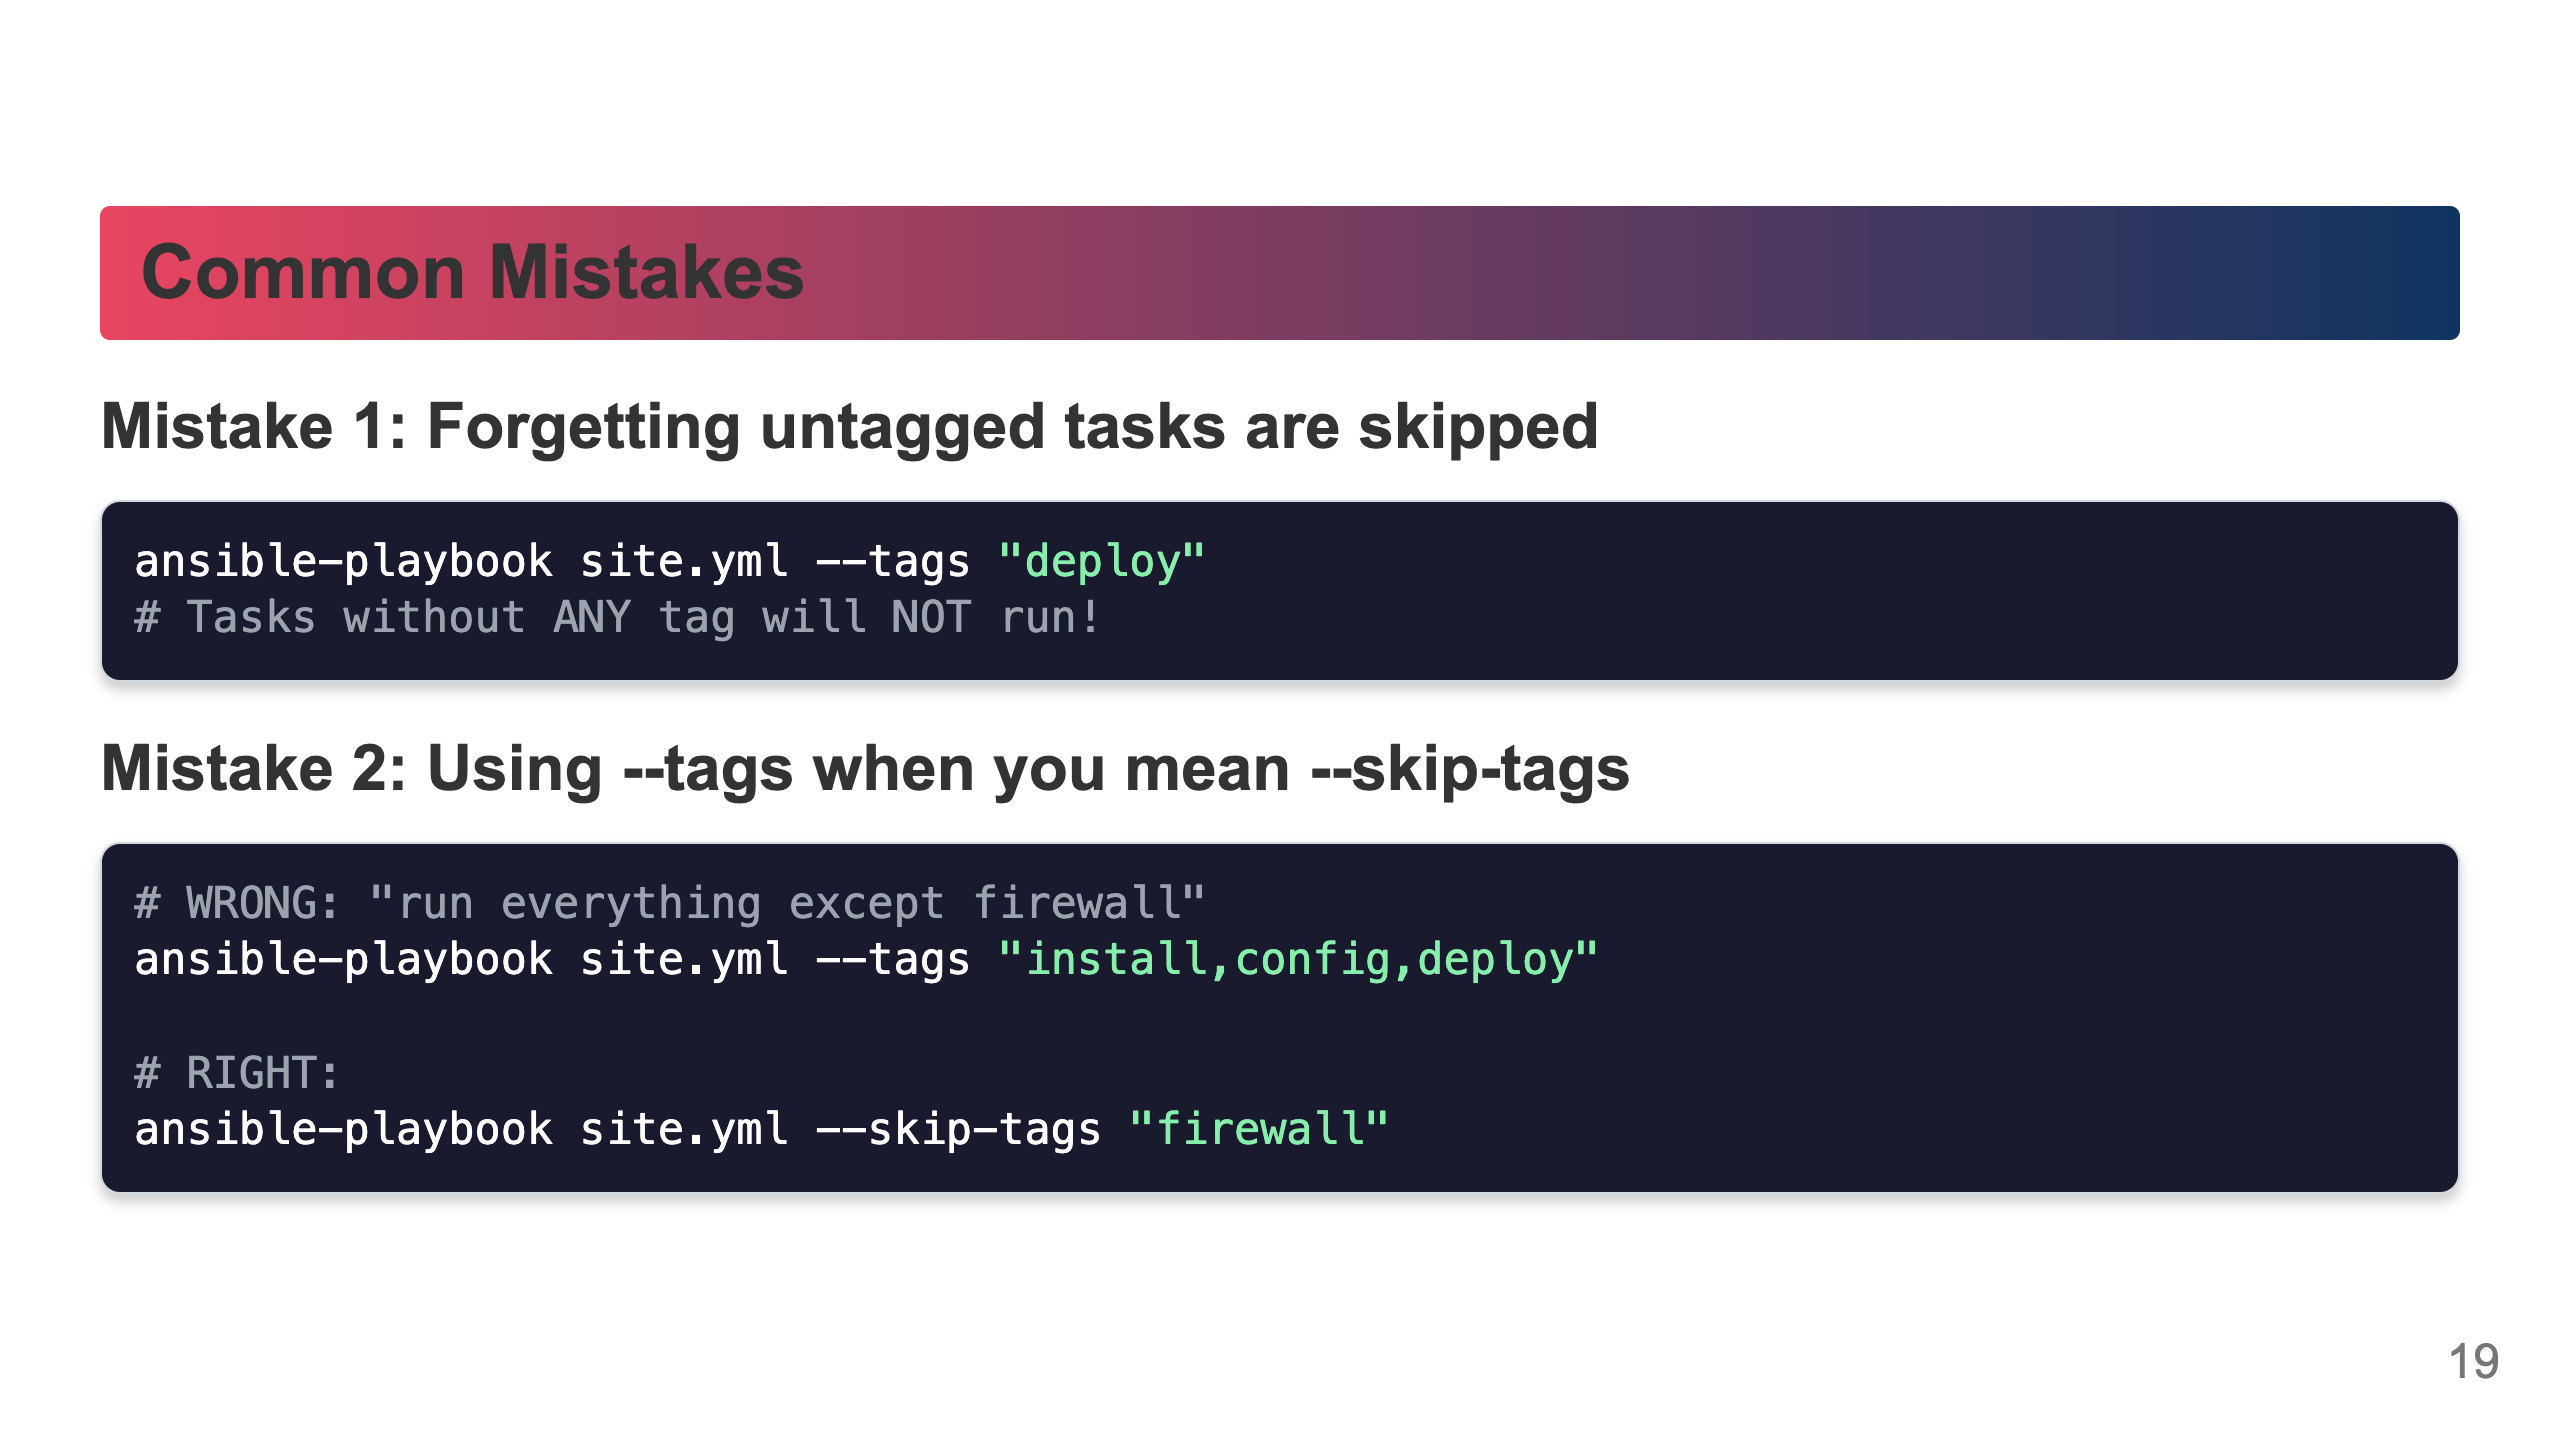 Common Mistakes
Mistake 1: Forgetting untagged tasks are skipped
ansible-playbook site.yml --tags "deploy"
# Tasks without ANY tag will NOT run!
Mistake 2: Using --tags when you mean --skip-tags
# WRONG: "run everything except firewall"
ansible-playbook site.yml --tags "install,config,deploy"
# RIGHT:
ansible-playbook site.yml --skip-tags "firewall"
19